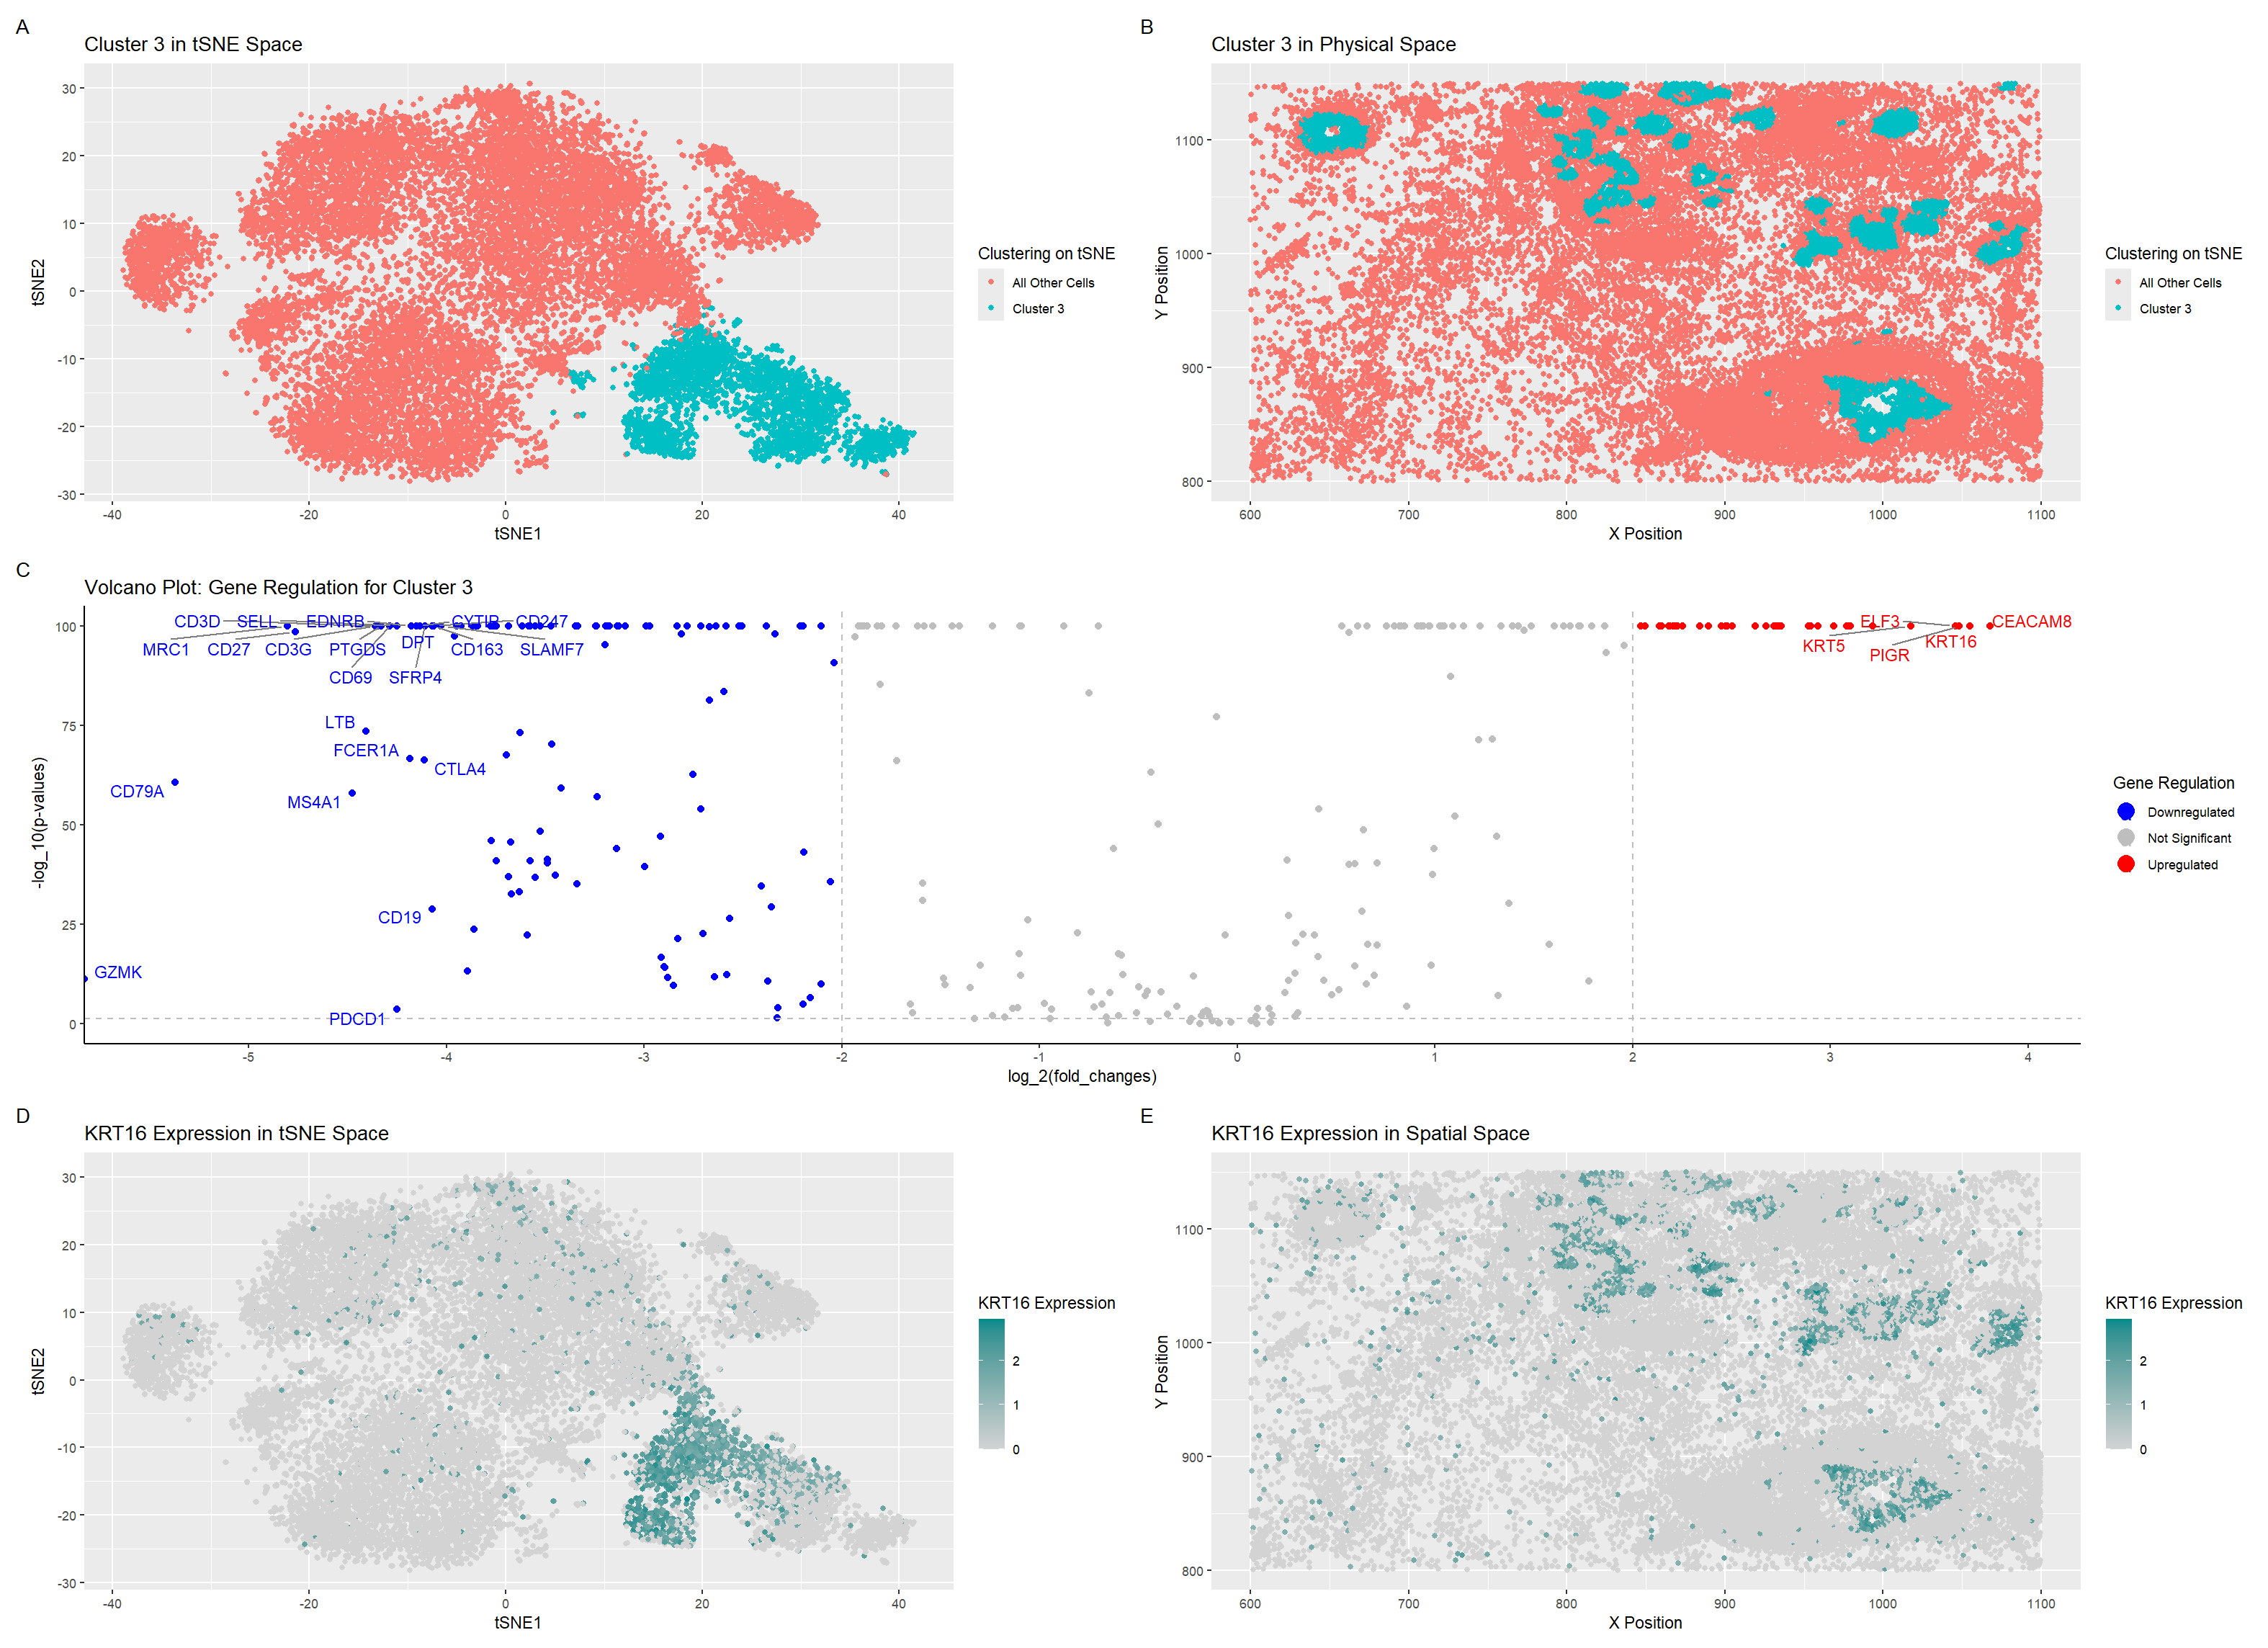 A
Cluster 3 in tSNE Space
30
20
10
0
-10
-20
-30
tSNE2
-40
-20
0
20
40
tSNE1
Clustering on tSNE
All Other Cells
Cluster 3
B
Cluster 3 in Physical Space
1100
1000
900
800
Y Position
600
700
800
900
1000
1100
X Position
Clustering on tSNE
All Other Cells
Cluster 3
C
Volcano Plot: Gene Regulation for Cluster 3
100
75
50
25
0
-log_10(p-values)
CD3D
SELL
EDNRB
CYTIP
CD247
MRC1
CD27
CD3G
PTGDS
DPT
CD163
SLAMF7
CD69
SFRP4
LTB
FCER1A
CTLA4
CD79A
MS4A1
CD19
GZMK
PDCD1
ELF3
CEACAM8
KRT5
KRT16
PIGR
-5
-4
-3
-2
-1
0
1
2
3
4
log_2(fold_changes)
Gene Regulation
Downregulated
Not Significant
Upregulated
D
KRT16 Expression in tSNE Space
30
20
10
0
-10
-20
-30
tSNE2
-40
-20
0
20
40
tSNE1
KRT16 Expression
2
1
0
E
KRT16 Expression in Spatial Space
1100
1000
900
800
Y Position
600
700
800
900
1000
1100
X Position
KRT16 Expression
2
1
0